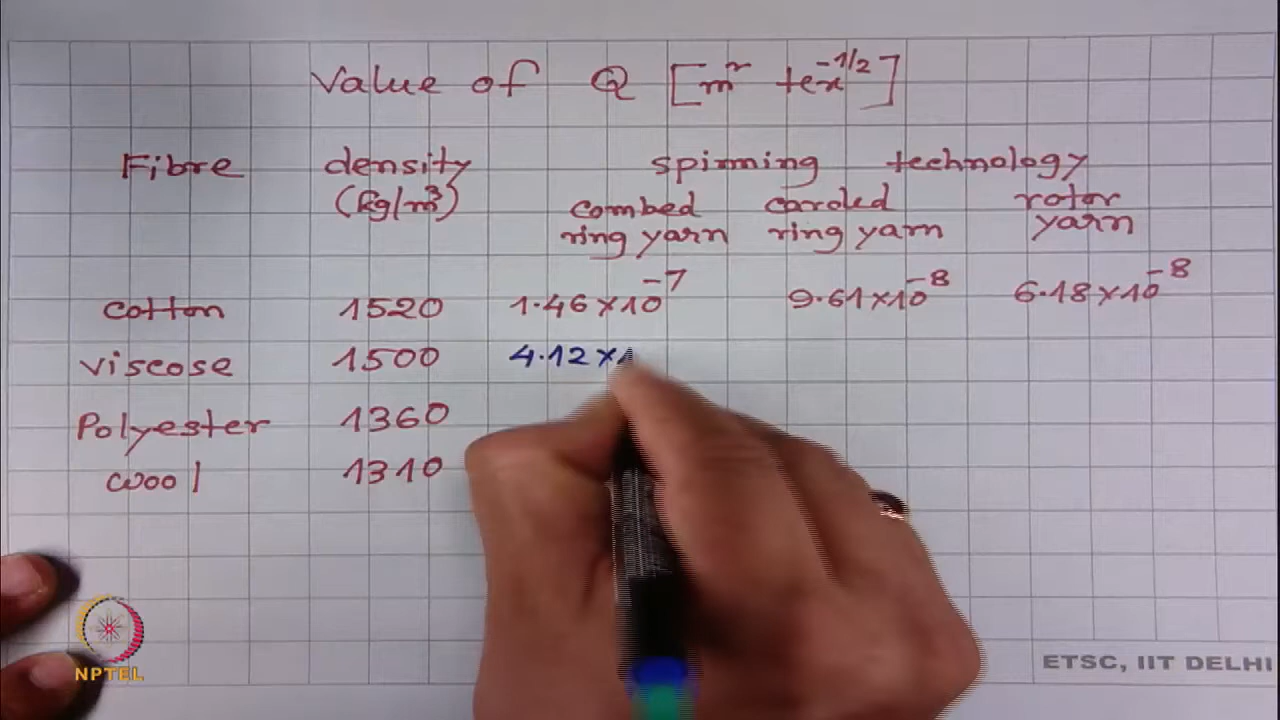 Value of Q [m² tex^-1/2]
Fibre density spinning technology
(kg/m³) combed carded rotor
ring yarn ring yarn yarn
cotton 1520 1.46×10^-7 9.61×10^-8 6.18×10^-8
viscose 1500 4.12×1
Polyester 1360
wool 1310
NPTEL
ETSC, IIT DELHI